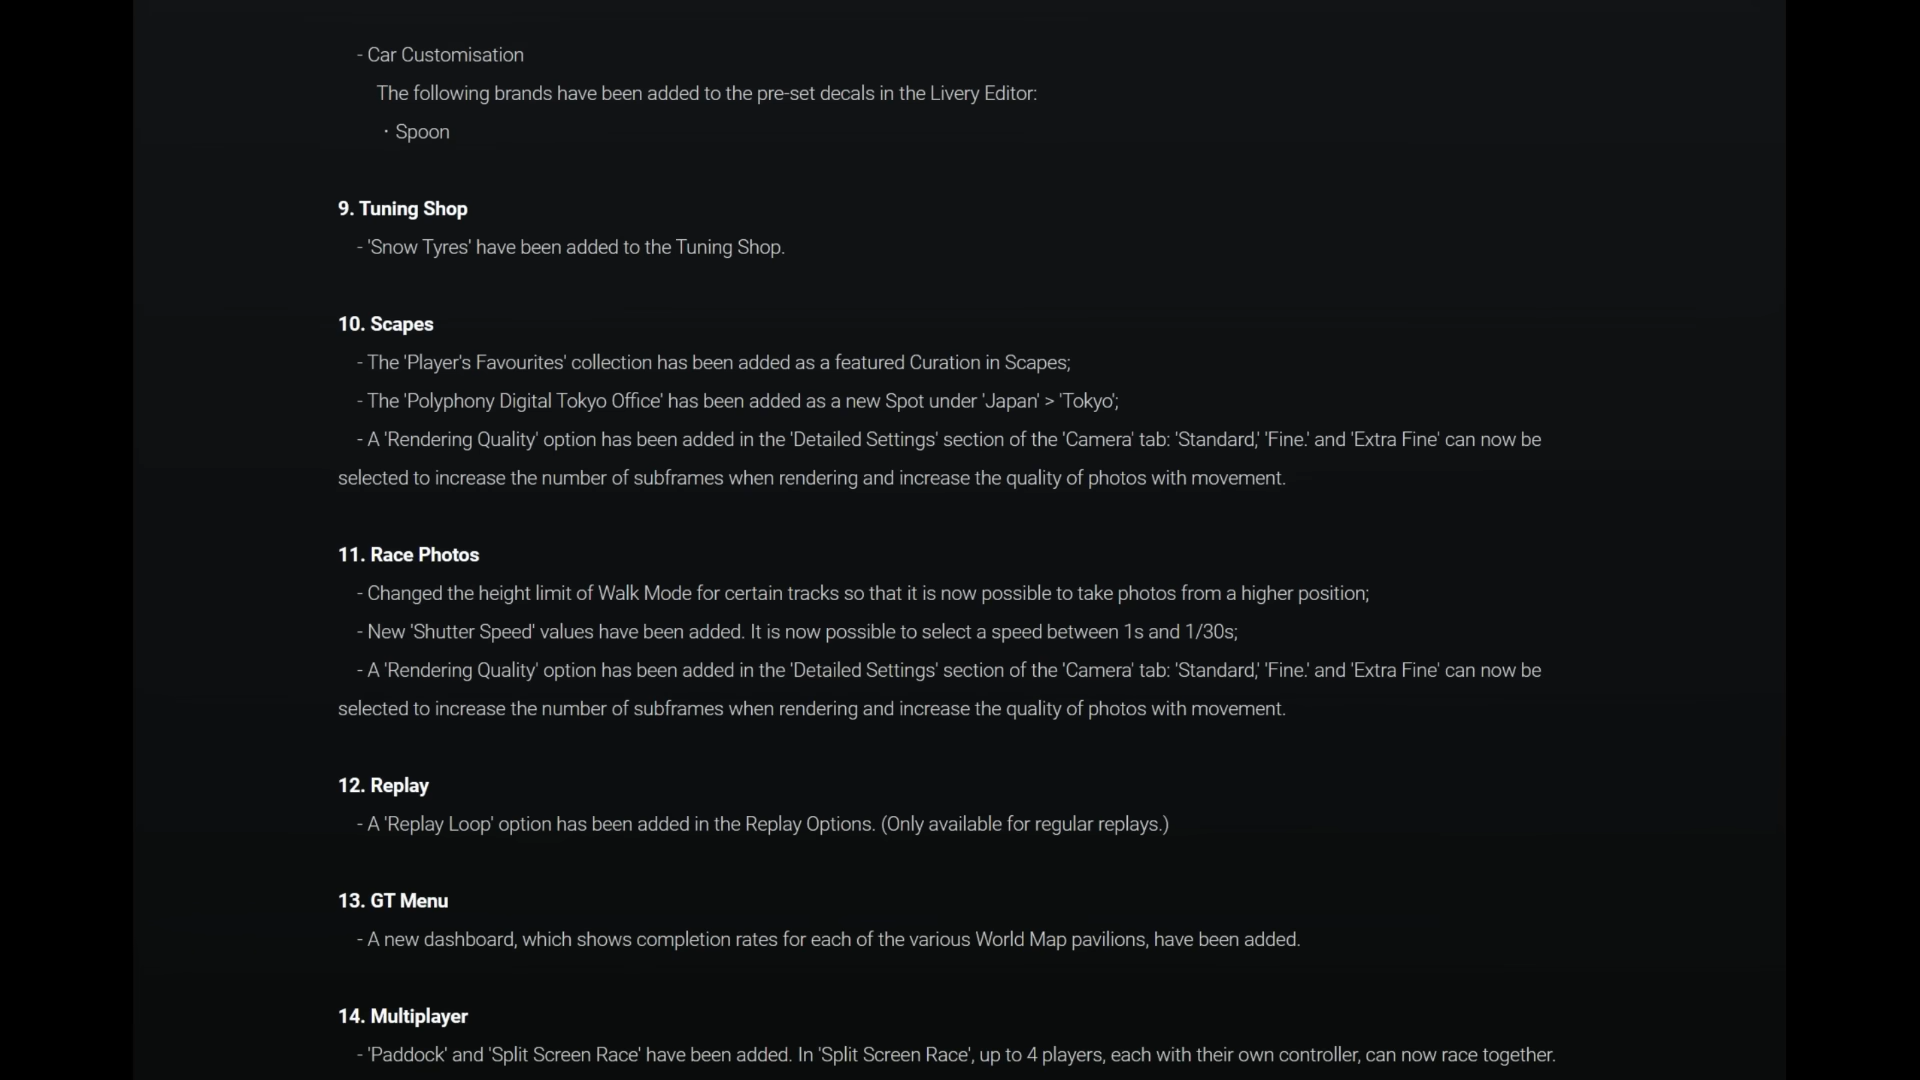 - Car Customisation
The following brands have been added to the pre-set decals in the Livery Editor:
・Spoon
9. Tuning Shop
- 'Snow Tyres' have been added to the Tuning Shop.
10. Scapes
- The 'Player's Favourites' collection has been added as a featured Curation in Scapes;
- The 'Polyphony Digital Tokyo Office' has been added as a new Spot under 'Japan' > 'Tokyo';
- A 'Rendering Quality' option has been added in the 'Detailed Settings' section of the 'Camera' tab: 'Standard,' 'Fine.' and 'Extra Fine' can now be
selected to increase the number of subframes when rendering and increase the quality of photos with movement.
11. Race Photos
- Changed the height limit of Walk Mode for certain tracks so that it is now possible to take photos from a higher position;
- New 'Shutter Speed' values have been added. It is now possible to select a speed between 1s and 1/30s;
- A 'Rendering Quality' option has been added in the 'Detailed Settings' section of the 'Camera' tab: 'Standard,' 'Fine.' and 'Extra Fine' can now be
selected to increase the number of subframes when rendering and increase the quality of photos with movement.
12. Replay
- A 'Replay Loop' option has been added in the Replay Options. (Only available for regular replays.)
13. GT Menu
- A new dashboard, which shows completion rates for each of the various World Map pavilions, have been added.
14. Multiplayer
- 'Paddock' and 'Split Screen Race' have been added. In 'Split Screen Race', up to 4 players, each with their own controller, can now race together.